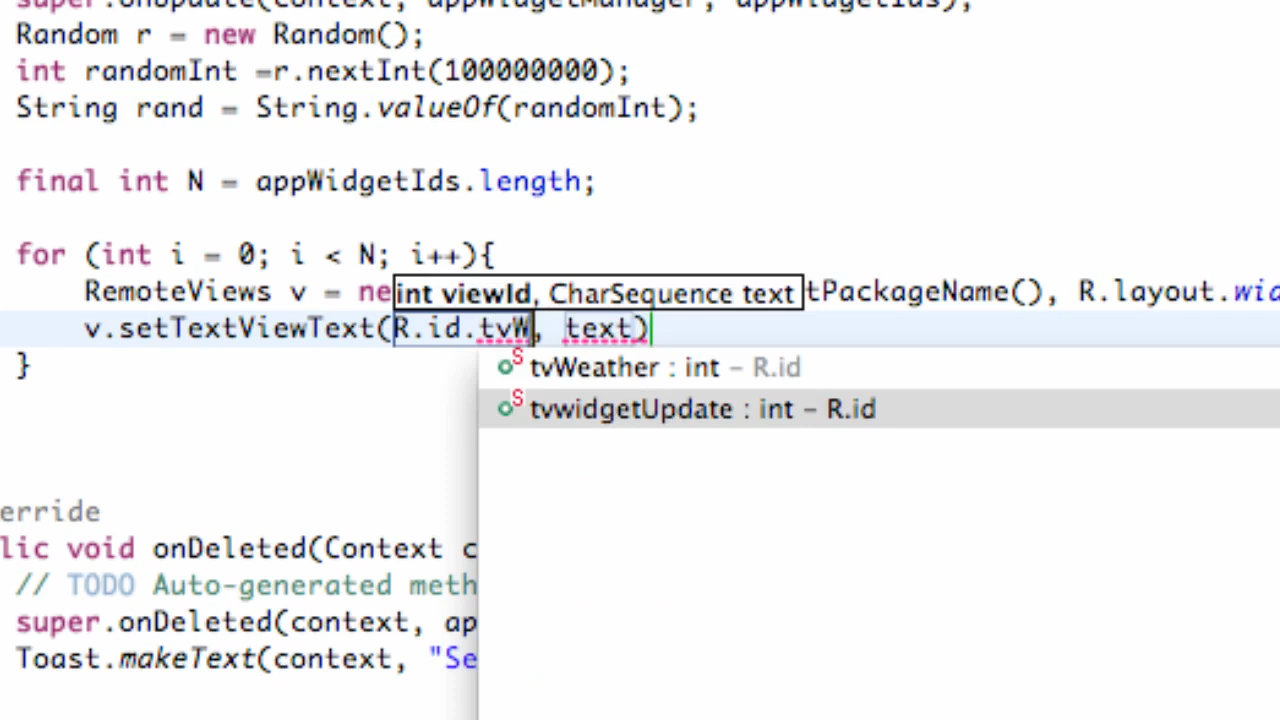 super.onUpdate(context, appWidgetManager, appWidgetIds);
Random r = new Random();
int randomInt =r.nextInt(100000000);
String rand = String.valueOf(randomInt);
final int N = appWidgetIds.length;
for (int i = 0; i < N; i++){
RemoteViews v = ne
int viewId, CharSequence text
tPackageName(), R.layout.wid
v.setTextViewText(R.id.tvW, text)
tvWeather : int - R.id
}
tvwidgetUpdate : int - R.id
erride
lic void onDeleted(Context c
// TODO Auto-generated meth
super.onDeleted(context, ap
Toast.makeText(context, "Se